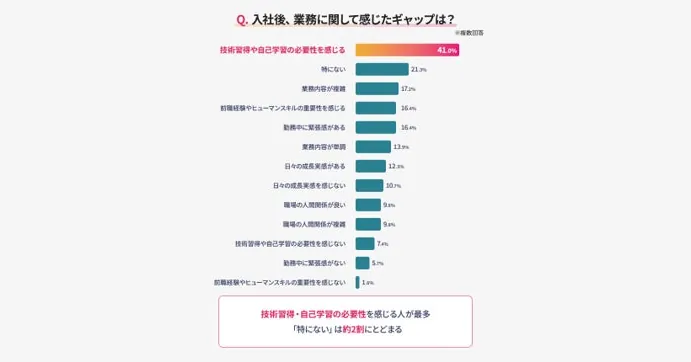 Q. 入社後、業務に関して感じたギャップは？
※複数回答
技術習得や自己学習の必要性を感じる 41.0%
特にない 21.3%
業務内容が複雑 17.2%
前職経験やヒューマンスキルの重要性を感じる 16.4%
勤務中に緊張感がある 16.4%
業務内容が単調 13.9%
日々の成長実感がある 12.3%
日々の成長実感を感じない 10.7%
職場の人間関係が良い 9.8%
職場の人間関係が複雑 9.8%
技術習得や自己学習の必要性を感じない 7.4%
勤務中に緊張感がない 5.7%
前職経験やヒューマンスキルの重要性を感じない 1.6%
技術習得・自己学習の必要性を感じる人が最多
「特にない」は約2割にとどまる